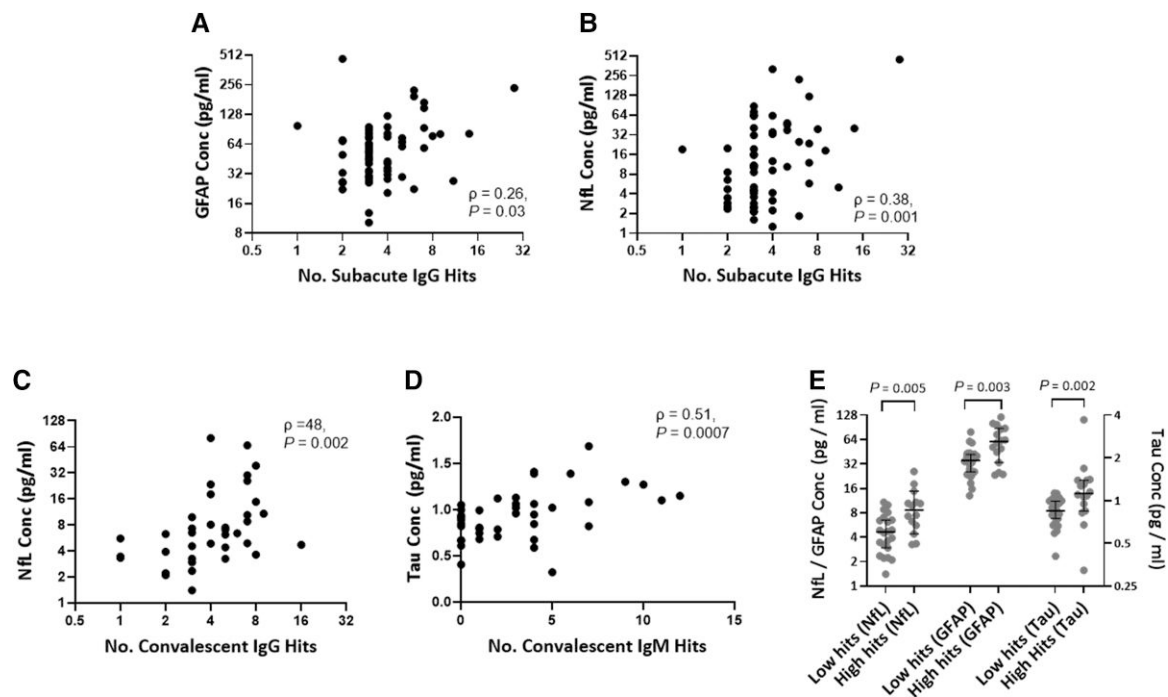 A
GFAP Conc (pg/ml)
512
256
128
64
32
16
8
0.5 1 2 4 8 16 32
ρ = 0.26,
P = 0.03
No. Subacute IgG Hits
B
NfL Conc (pg/ml)
512
256
128
64
32
16
8
4
2
1
0.5 1 2 4 8 16 32
ρ = 0.38,
P = 0.001
No. Subacute IgG Hits
C
NfL Conc (pg/ml)
128
64
32
16
8
4
2
1
0.5 1 2 4 8 16 32
ρ =48,
P = 0.002
No. Convalescent IgG Hits
D
Tau Conc (pg/ml)
2.0
1.5
1.0
0.5
0.0
0 5 10 15
ρ = 0.51,
P = 0.0007
No. Convalescent IgM Hits
E
P = 0.005 P = 0.003 P = 0.002
NfL / GFAP Conc (pg / ml)
128
64
32
16
8
4
2
1
4
2
1
0.5
0.25
Tau Conc (pg / ml)
Low hits (NfL)
High hits (NfL)
Low hits (GFAP)
High hits (GFAP)
Low hits (Tau)
High Hits (Tau)